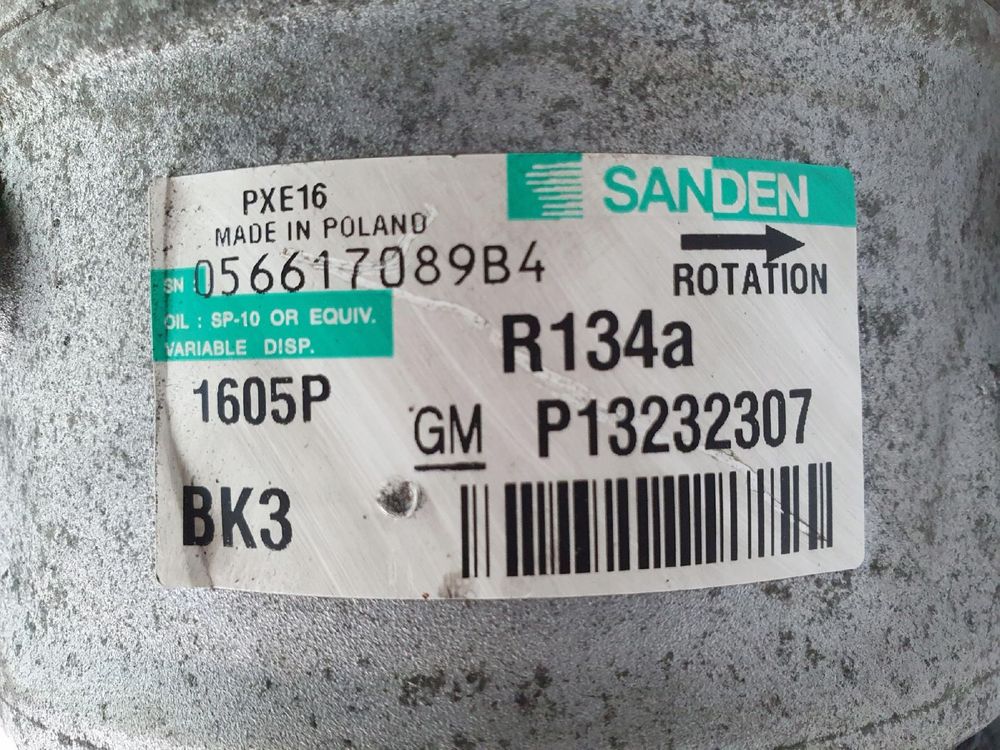 SANDEN
PXE16
MADE IN POLAND
SN : 056617089B4
ROTATION
OIL : SP-10 OR EQUIV.
VARIABLE DISP.
R134a
1605P
GM P13232307
BK3